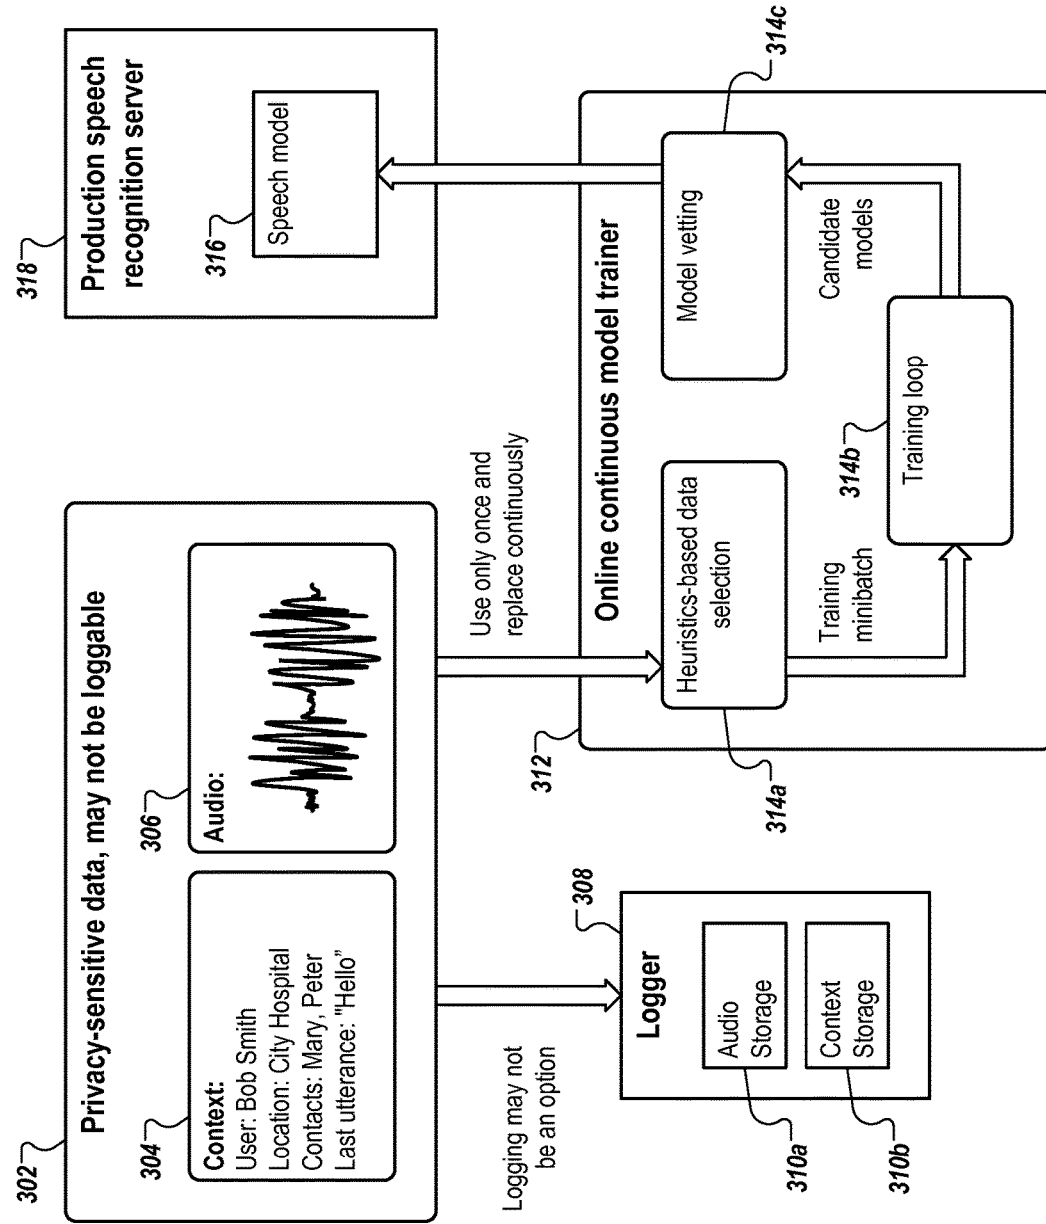 302
Privacy-sensitive data, may not be loggable
304
Context:
User: Bob Smith
Location: City Hospital
Contacts: Mary, Peter
Last utterance: "Hello”
306
Audio:
318
Production speech
recognition server
316
Speech model
Logging may not
be an option
Use only once and
replace continuously
308
Logger
Audio
Storage
Context
Storage
310a
310b
312
Online continuous model trainer
Heuristics-based data
selection
314a
Model vetting
314c
Training
minibatch
Candidate
models
314b
Training loop